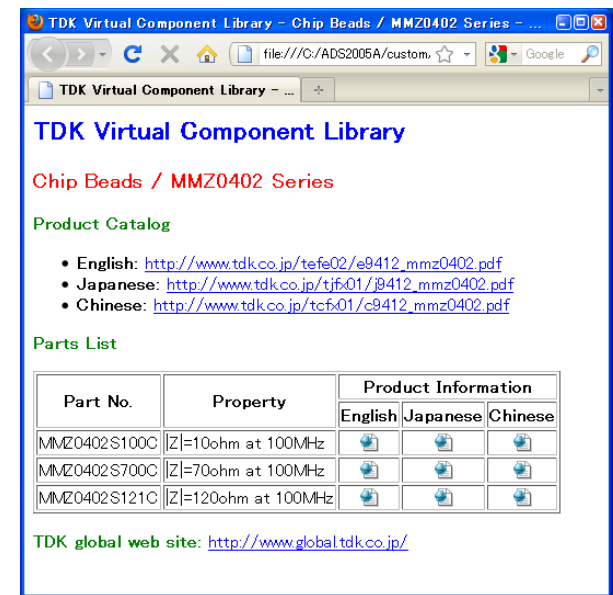 TDK Virtual Component Library - Chip Beads / MMZ0402 Series - ...
file:///C:/ADS2005A/custom, Google
TDK Virtual Component Library - ...
TDK Virtual Component Library
Chip Beads / MMZ0402 Series
Product Catalog
• English: http://www.tdk.co.jp/tefe02/e9412_mmz0402.pdf
• Japanese: http://www.tdk.co.jp/tjfx01/j9412_mmz0402.pdf
• Chinese: http://www.tdk.co.jp/tcfx01/c9412_mmz0402.pdf
Parts List
Part No. Property Product Information
English Japanese Chinese
MMZ0402S100C |Z|=10ohm at 100MHz
MMZ0402S700C |Z|=70ohm at 100MHz
MMZ0402S121C |Z|=120ohm at 100MHz
TDK global web site: http://www.global.tdk.co.jp/